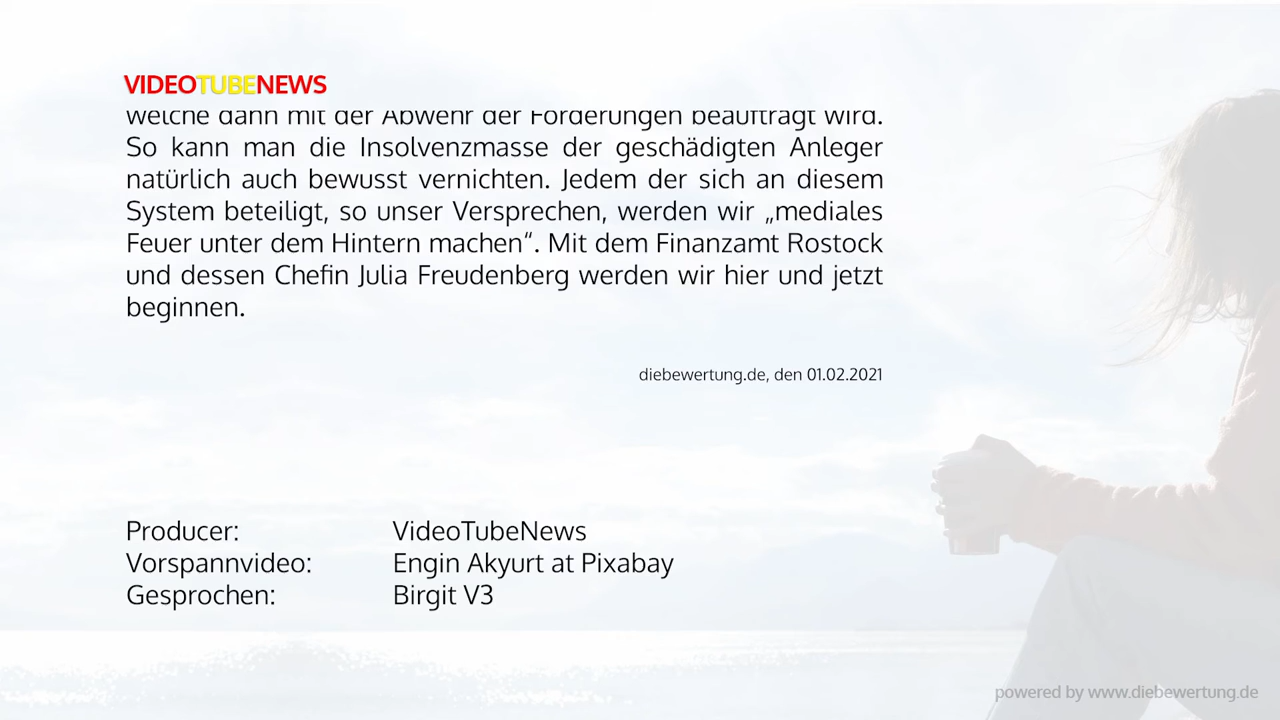 VIDEOTUBENEWS
welche dann mit der Abwehr der Forderungen beauftragt wird.
So kann man die Insolvenzmasse der geschädigten Anleger
natürlich auch bewusst vernichten. Jedem der sich an diesem
System beteiligt, so unser Versprechen, werden wir „mediales
Feuer unter dem Hintern machen“. Mit dem Finanzamt Rostock
und dessen Chefin Julia Freudenberg werden wir hier und jetzt
beginnen.
diebewertung.de, den 01.02.2021
Producer: VideoTubeNews
Vorspannvideo: Engin Akyurt at Pixabay
Gesprochen: Birgit V3
powered by www.diebewertung.de